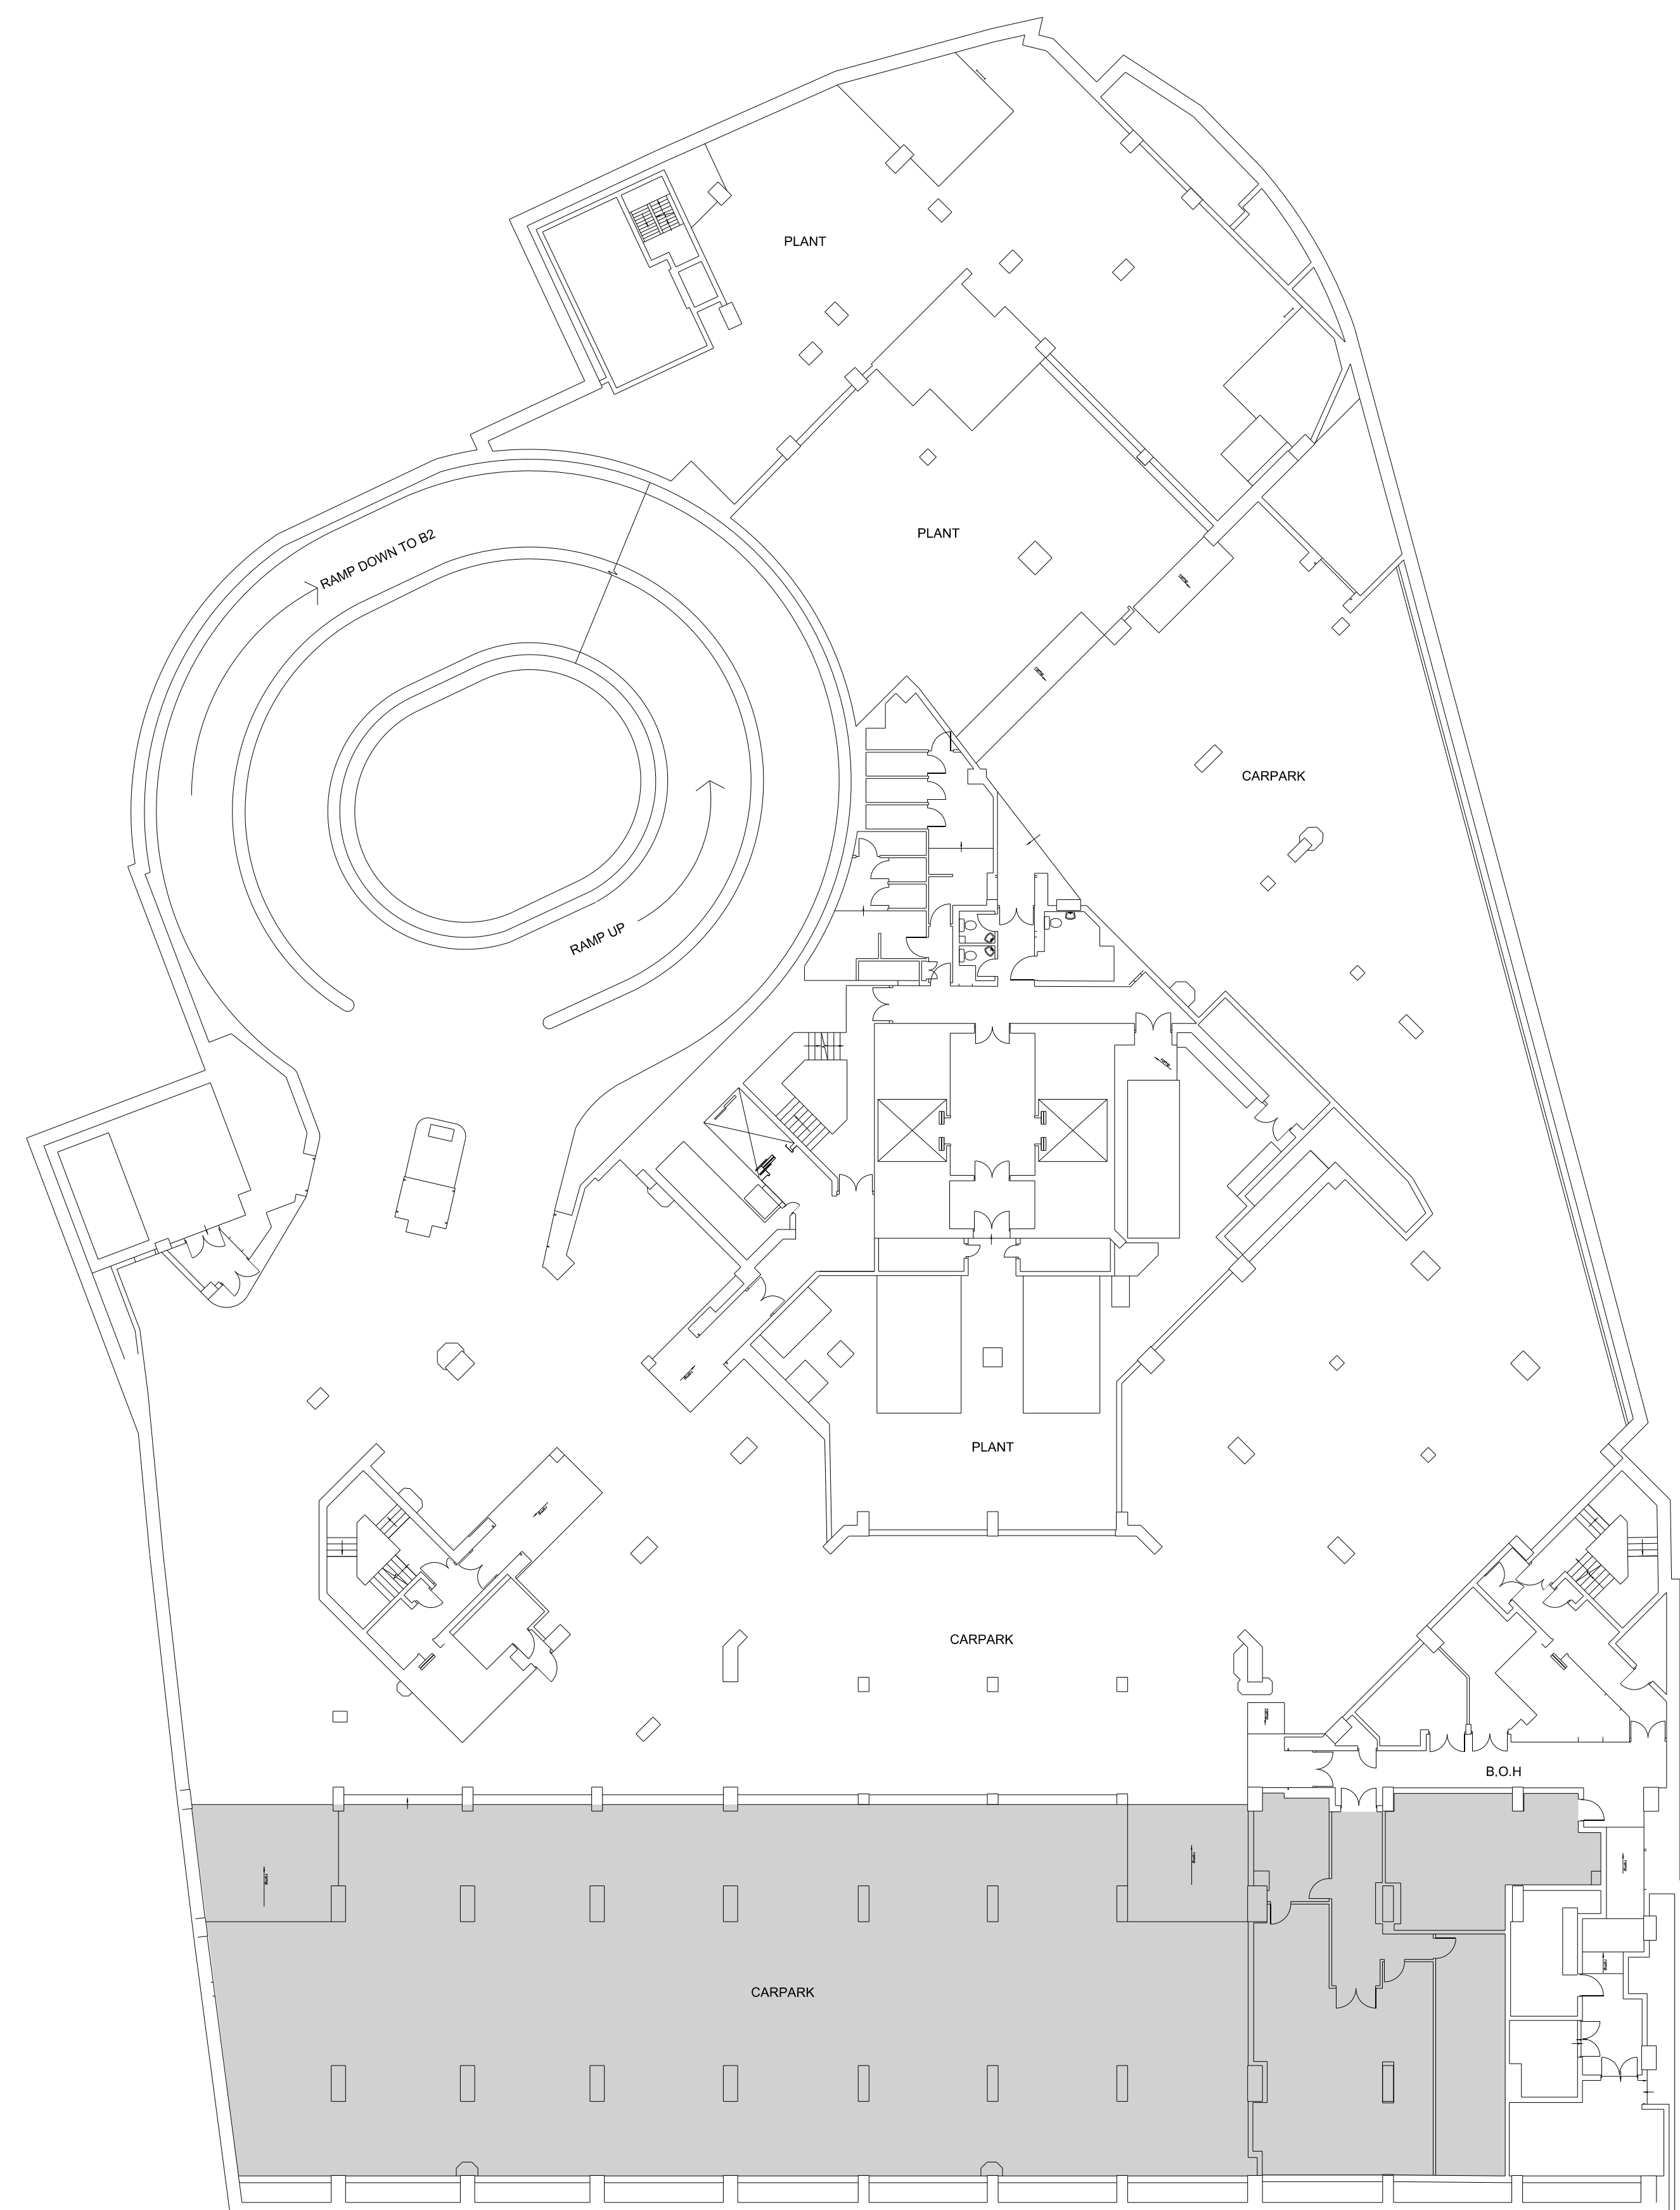 PLANT
PLANT
RAMP DOWN TO B2
CARPARK
RAMP UP
PLANT
CARPARK
B,O.H
CARPARK